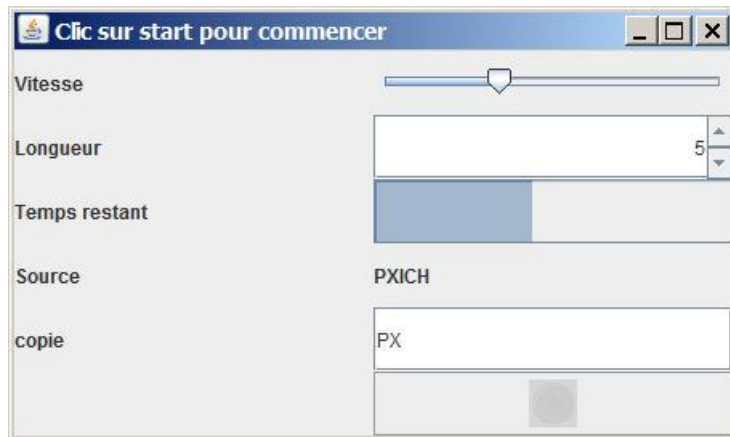 Clic sur start pour commencer
Vitesse
Longueur 5
Temps restant
Source PXICH
copie PX